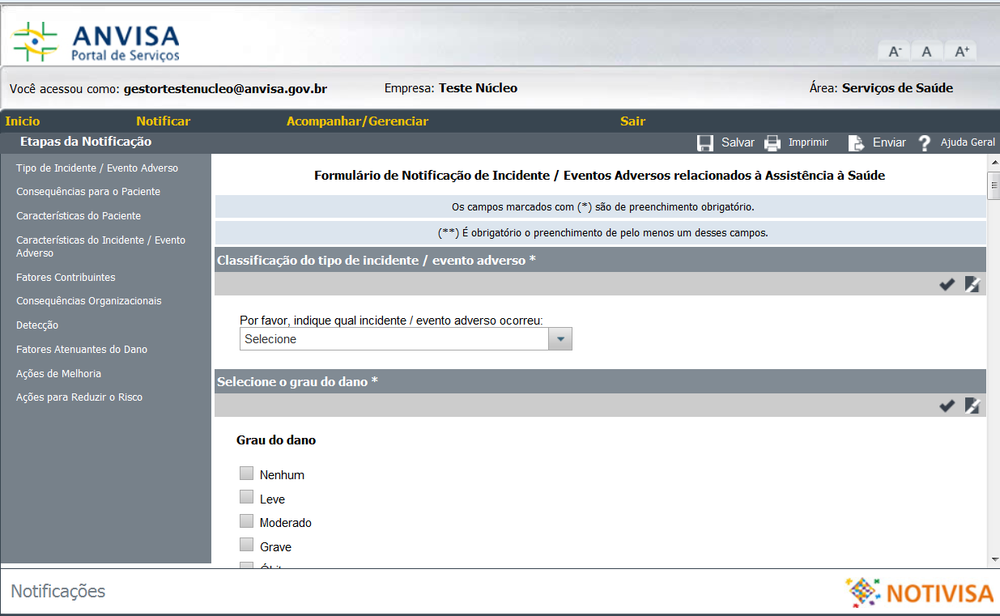 ANVISA
Portal de Serviços
A- A A+
Você acessou como: gestortestenucleo@anvisa.gov.br Empresa: Teste Núcleo Área: Serviços de Saúde
Inicio Notificar Acompanhar/Gerenciar Sair
Etapas da Notificação Salvar Imprimir Enviar ? Ajuda Geral
Tipo de Incidente / Evento Adverso
Consequências para o Paciente
Características do Paciente
Características do Incidente / Evento
Adverso
Fatores Contribuintes
Consequências Organizacionais
Detecção
Fatores Atenuantes do Dano
Ações de Melhoria
Ações para Reduzir o Risco
Formulário de Notificação de Incidente / Eventos Adversos relacionados à Assistência à Saúde
Os campos marcados com (*) são de preenchimento obrigatório.
(**) É obrigatório o preenchimento de pelo menos um desses campos.
Classificação do tipo de incidente / evento adverso *
Por favor, indique qual incidente / evento adverso ocorreu:
Selecione
Selecione o grau do dano *
Grau do dano
Nenhum
Leve
Moderado
Grave
Notificações
NOTIVISA